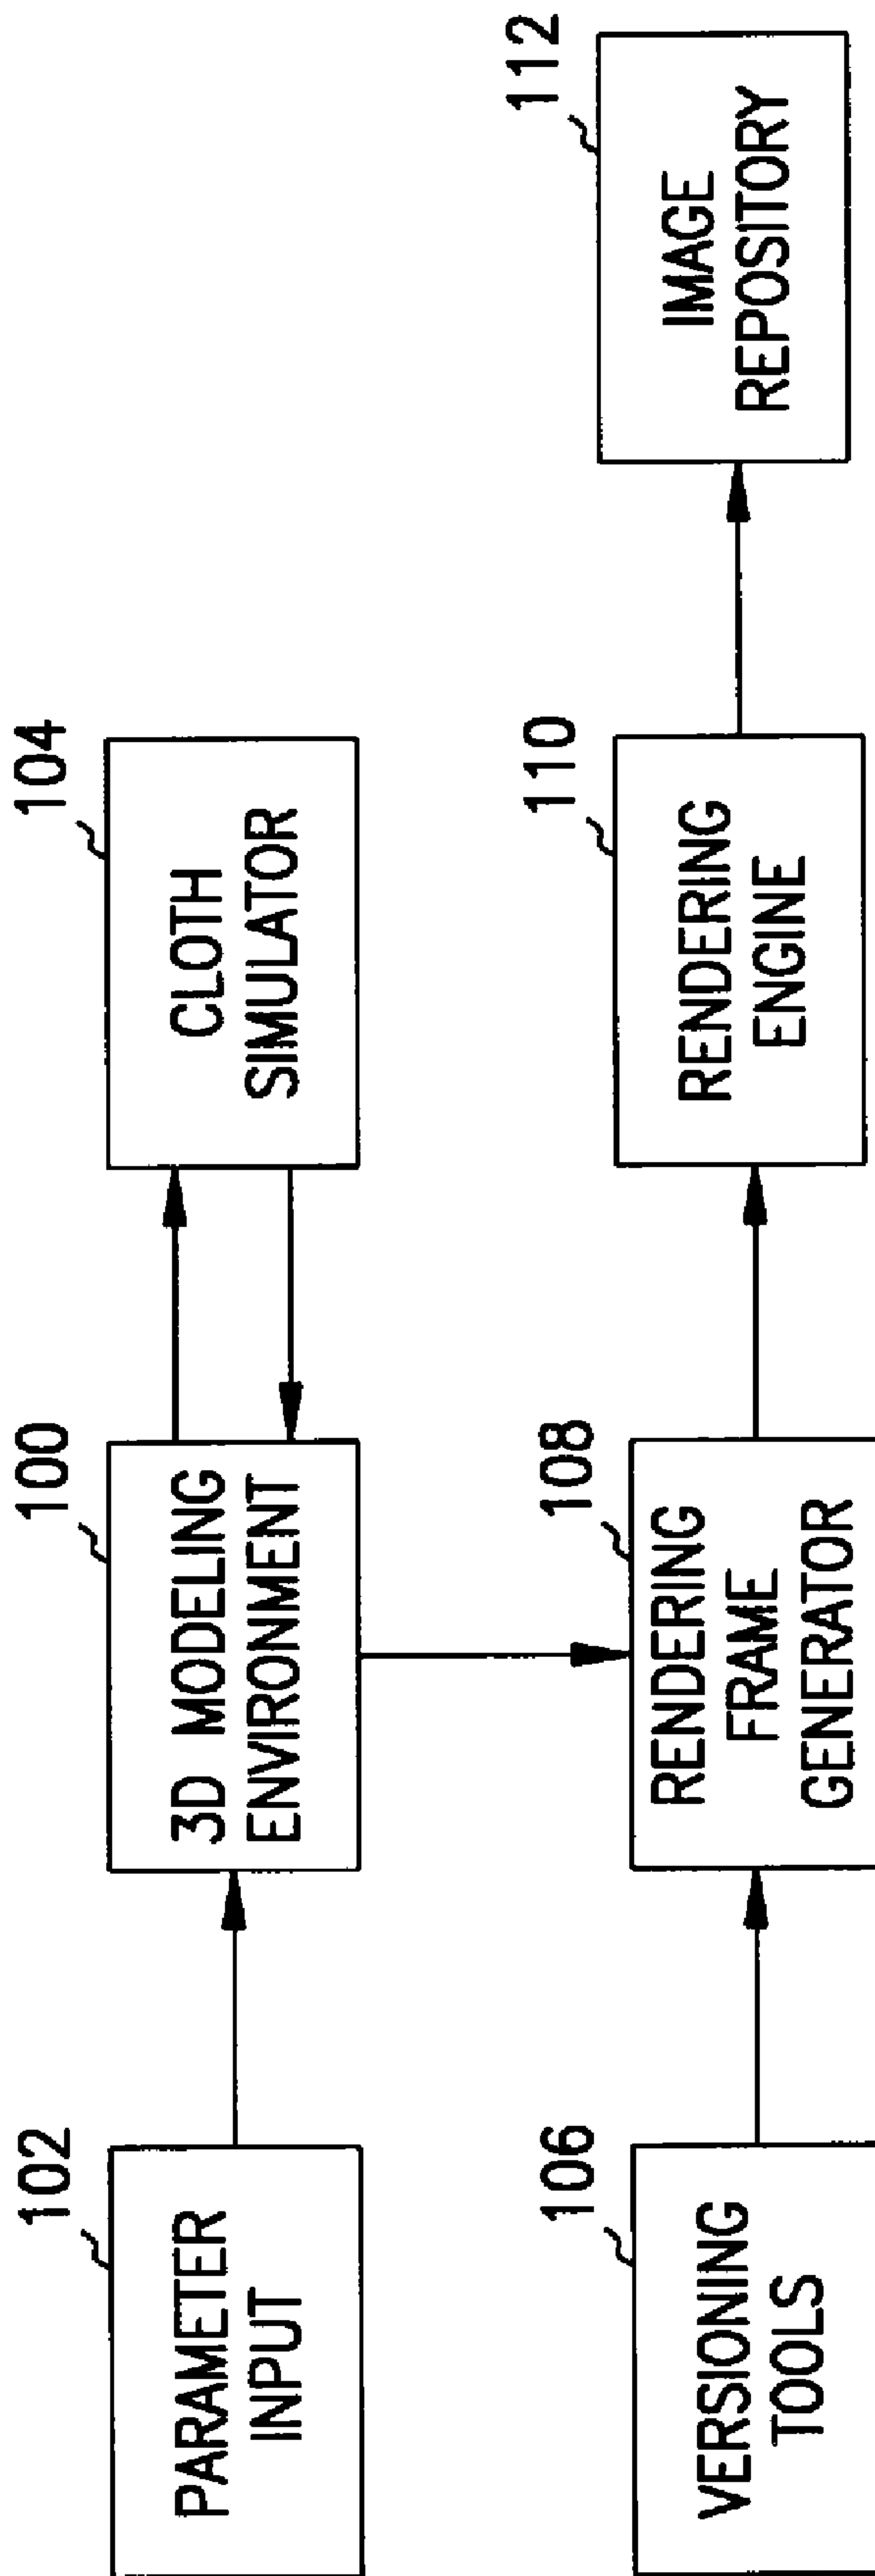 102
PARAMETER
INPUT
100
3D MODELING
ENVIRONMENT
104
CLOTH
SIMULATOR
106
VERSIONING
TOOLS
108
RENDERING
FRAME
GENERATOR
110
RENDERING
ENGINE
112
IMAGE
REPOSITORY